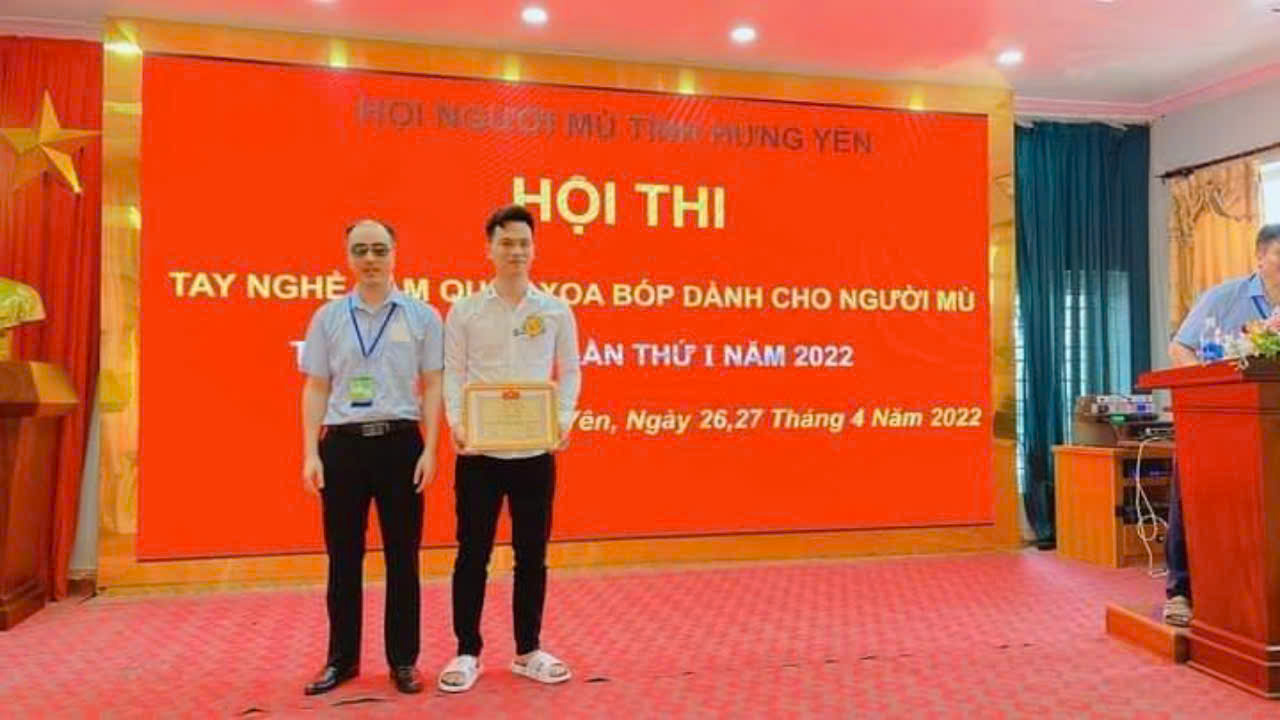 HỘI NGƯỜI MÙ TỈNH HƯNG YÊN
HỘI THI
TAY NGHỀ XOA BÓP DÀNH CHO NGƯỜI MÙ
LẦN THỨ I NĂM 2022
Yên, Ngày 26,27 Tháng 4 Năm 2022